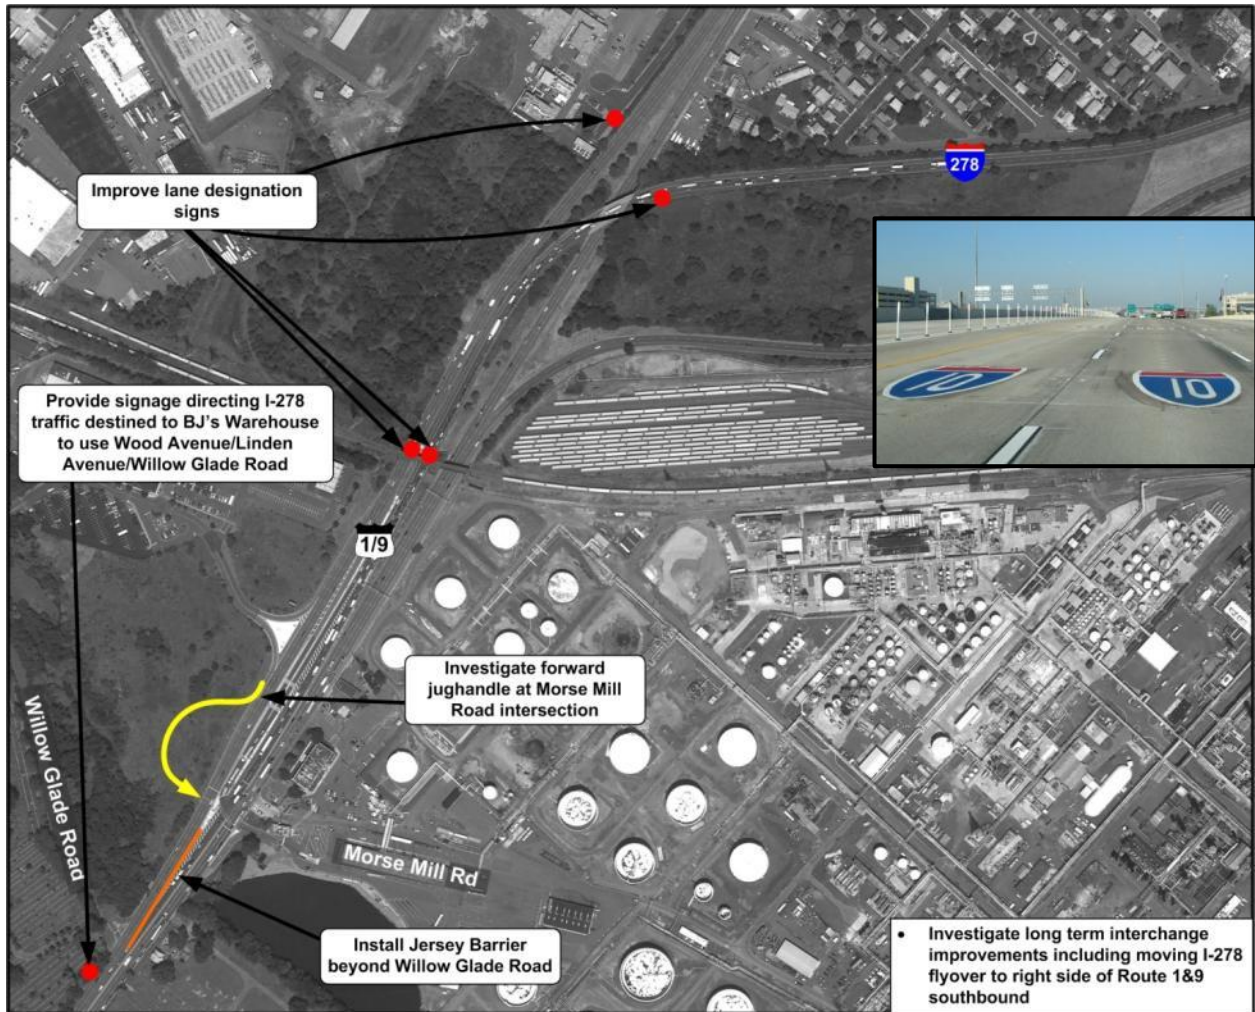 278
Improve lane designation
signs
10
10
Provide signage directing I-278
traffic destined to BJ's Warehouse
to use Wood Avenue/Linden
Avenue/Willow Glade Road
1/9
Investigate forward
jughandle at Morse Mill
Road intersection
Willow Glade Road
Morse Mill Rd
Install Jersey Barrier
beyond Willow Glade Road
• Investigate long term interchange
improvements including moving I-278
flyover to right side of Route 1&9
southbound